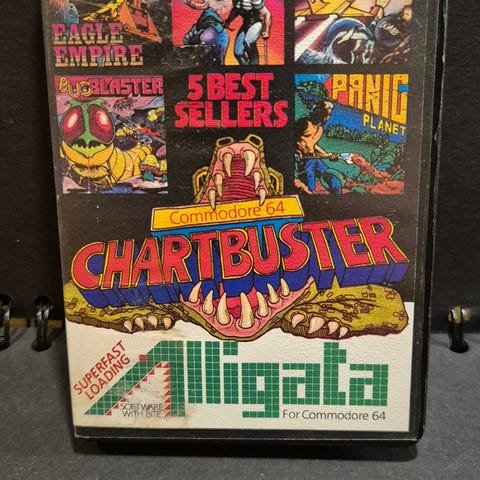 EAGLE
EMPIRE
BUGBLASTER
5 BEST
SELLERS
PANIC
PLANET
Commodore 64
CHARTBUSTER
SUPERFAST
LOADING
Alligata
SOFTWARE
WITH BITE
For Commodore 64